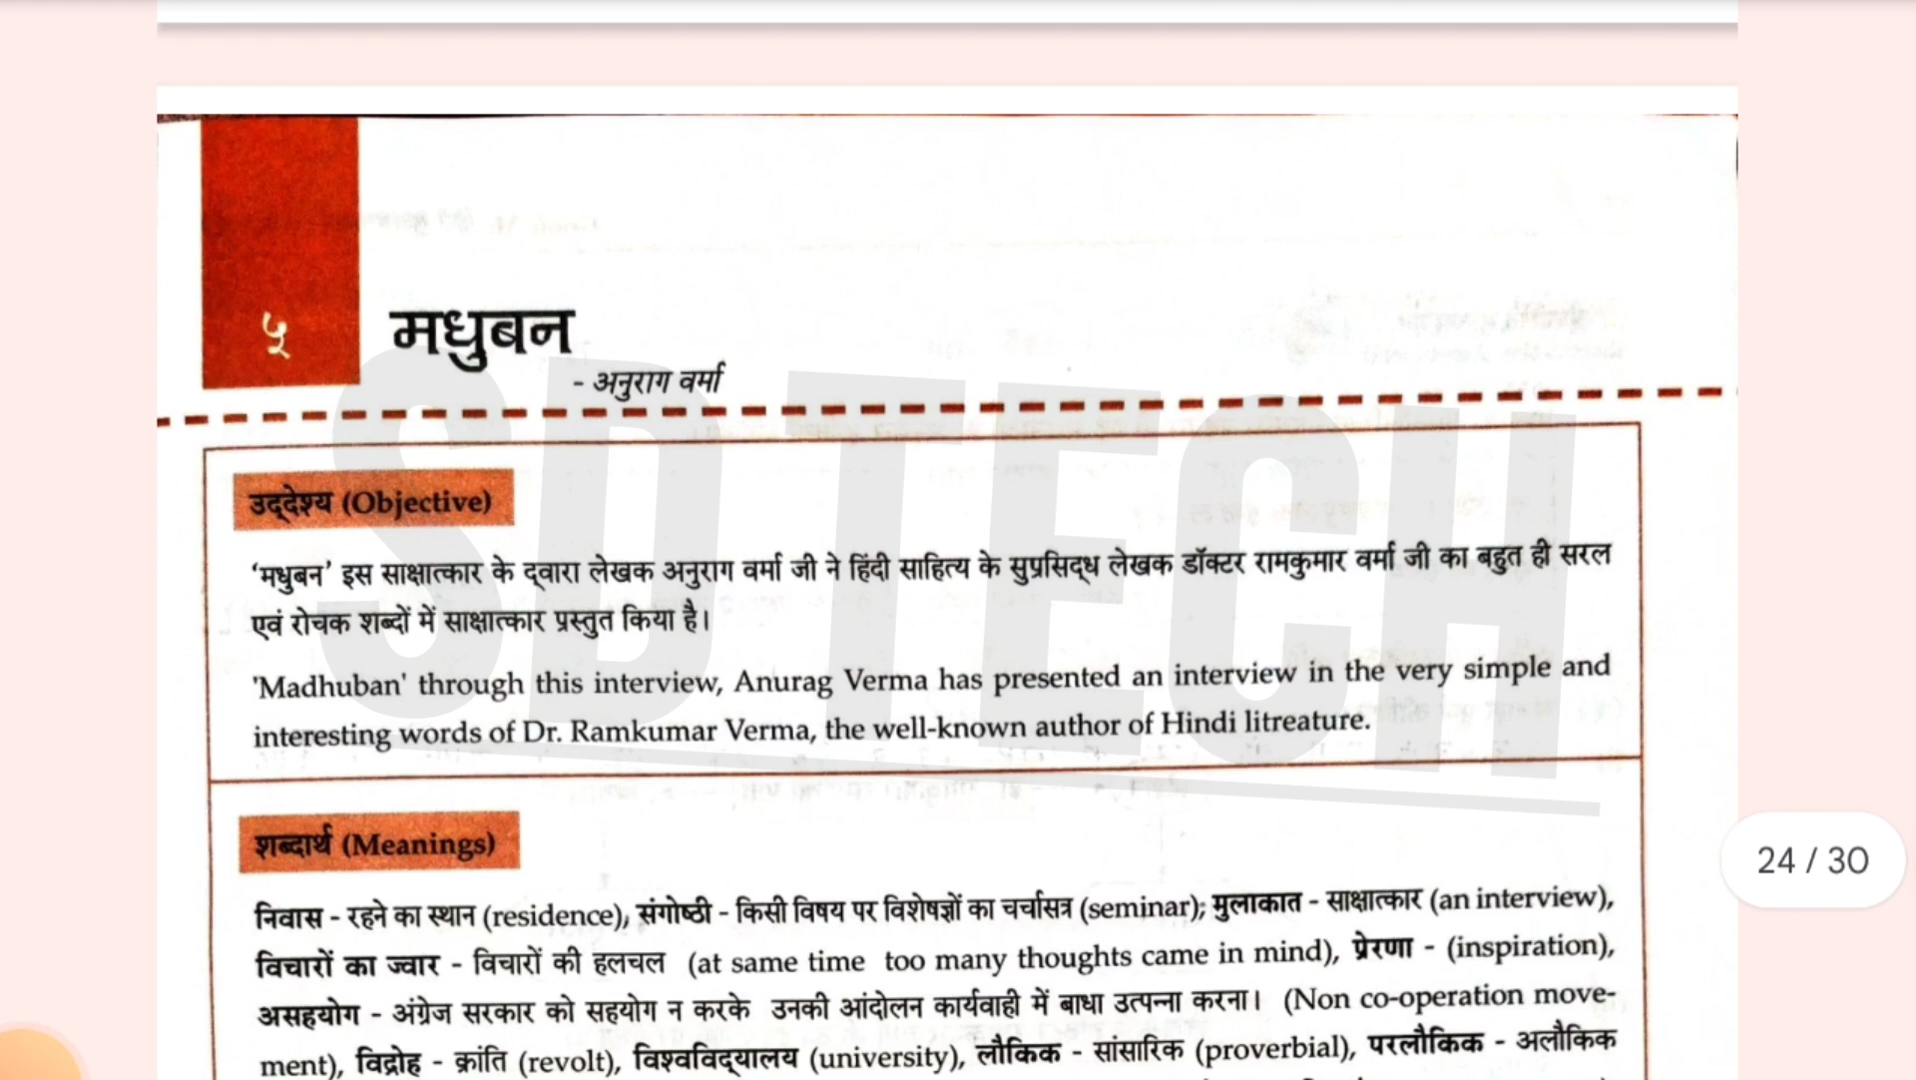 ५
मधुबन
- अनुराग वर्मा
SDTECH
उद्देश्य (Objective)
‘मधुबन’ इस साक्षात्कार के द्वारा लेखक अनुराग वर्मा जी ने हिंदी साहित्य के सुप्रसिद्ध लेखक डॉक्टर रामकुमार वर्मा जी का बहुत ही सरल
एवं रोचक शब्दों में साक्षात्कार प्रस्तुत किया है।
'Madhuban' through this interview, Anurag Verma has presented an interview in the very simple and
interesting words of Dr. Ramkumar Verma, the well-known author of Hindi litreature.
शब्दार्थ (Meanings)
24 / 30
निवास - रहने का स्थान (residence), संगोष्ठी - किसी विषय पर विशेषज्ञों का चर्चासत्र (seminar); मुलाकात - साक्षात्कार (an interview),
विचारों का ज्वार - विचारों की हलचल (at same time too many thoughts came in mind), प्रेरणा - (inspiration),
असहयोग - अंग्रेज सरकार को सहयोग न करके उनकी आंदोलन कार्यवाही में बाधा उत्पन्ना करना। (Non co-operation move-
ment), विद्रोह - क्रांति (revolt), विश्वविद्यालय (university), लौकिक - सांसारिक (proverbial), परलौकिक - अलौकिक